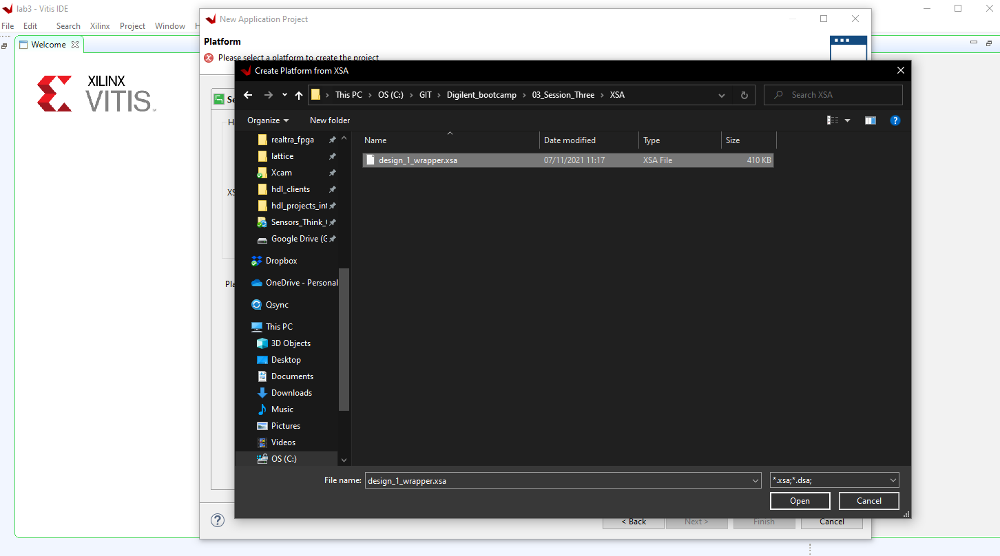 lab3 - Vitis IDE
File Edit Search Xilinx Project Window H
Welcome
XILINX
VITIS
New Application Project
Platform
Please select a platform to create the project
Create Platform from XSA
This PC > OS (C:) > GIT > Digilent_bootcamp > 03_Session_Three > XSA
Search XSA
Organize New folder
Name Date modified Type Size
design_1_wrapper.xsa 07/11/2021 11:17 XSA File 410 KB
realtra_fpga
lattice
Xcam
hdl_clients
hdl_projects_int
Sensors_Think_
Google Drive (G
Dropbox
OneDrive - Personal
Qsync
This PC
3D Objects
Desktop
Documents
Downloads
Music
Pictures
Videos
OS (C:)
Se
H
XS
Pla
File name: design_1_wrapper.xsa *.xsa;*.dsa;
Open Cancel
< Back Next > Finish Cancel